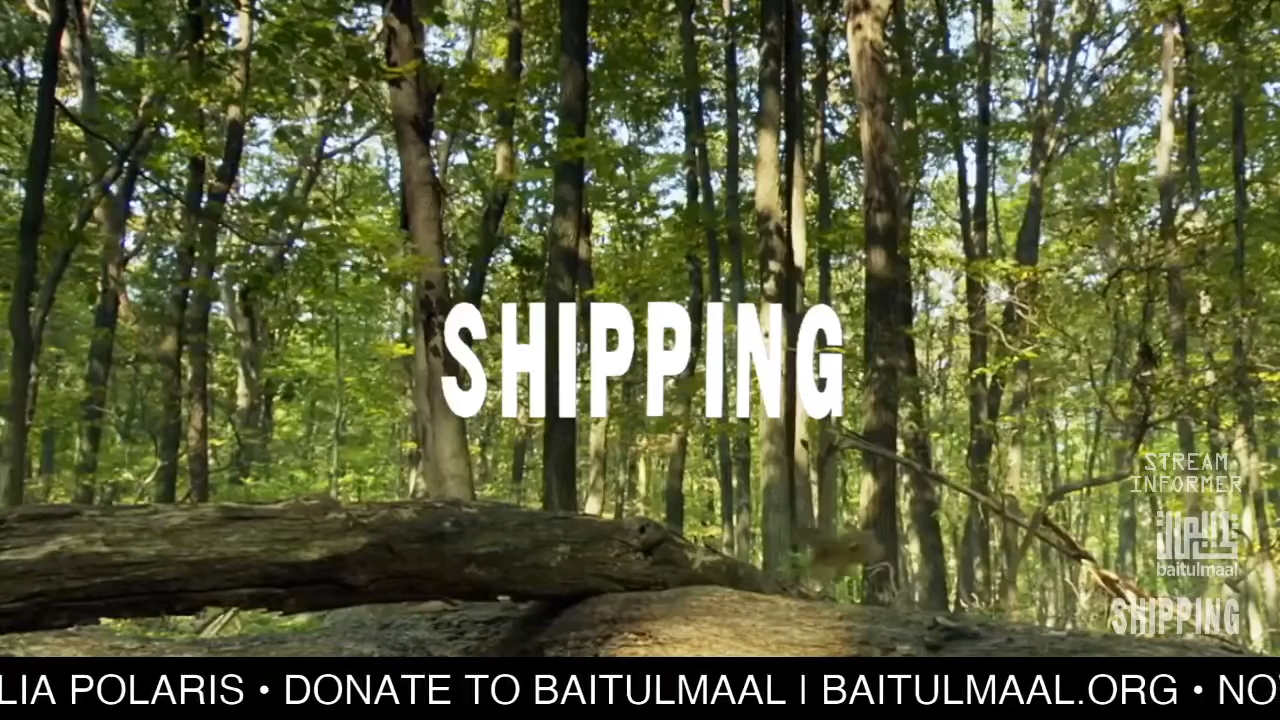 SHIPPING
STREAM
INFORMER
baitulmaal
SHIPPING
LIA POLARIS • DONATE TO BAITULMAAL | BAITULMAAL.ORG • NO